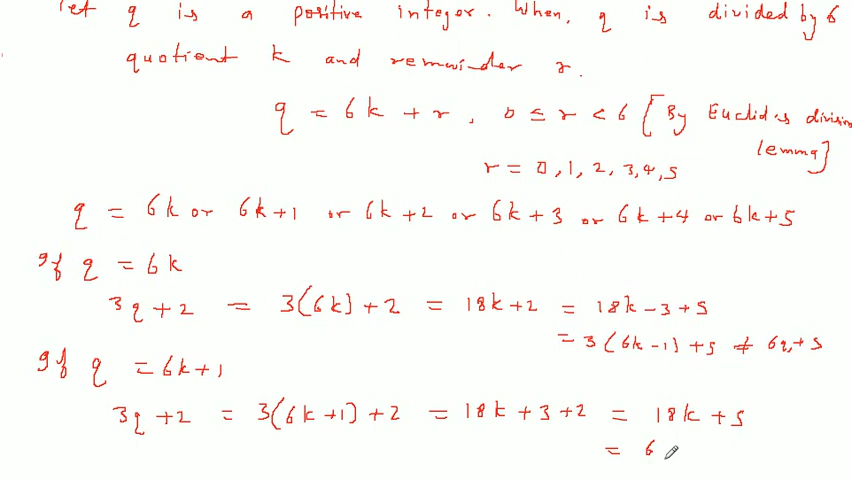 let q is a positive integer. When, q is divided by 6
quotient k and remainder r.
q = 6k + r, 0 ≤ r < 6 [By Euclid's division
lemma]
r = 0, 1, 2, 3, 4, 5
q = 6k or 6k+1 or 6k+2 or 6k+3 or 6k+4 or 6k+5
If q = 6k
3q + 2 = 3(6k) + 2 = 18k+2 = 18k-3+5
= 3(6k-1) +5 ≠ 6q+5
If q = 6k+1
3q + 2 = 3(6k+1) + 2 = 18k + 3 + 2 = 18k + 5
= 6